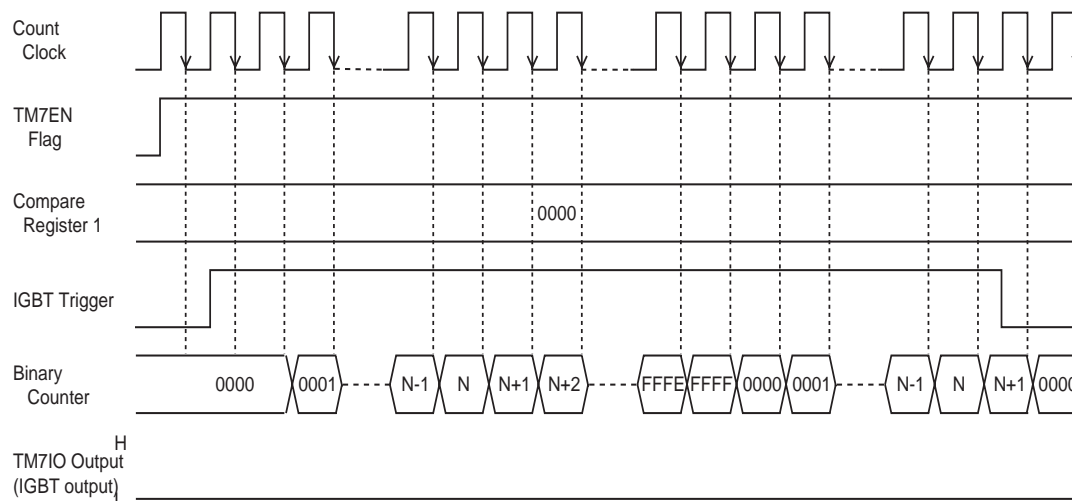 Count
Clock
TM7EN
Flag
Compare
Register 1
0000
IGBT Trigger
Binary
Counter
0000 0001 N-1 N N+1 N+2 FFFE FFFF 0000 0001 N-1 N N+1 0000
H
TM7IO Output
(IGBT output)